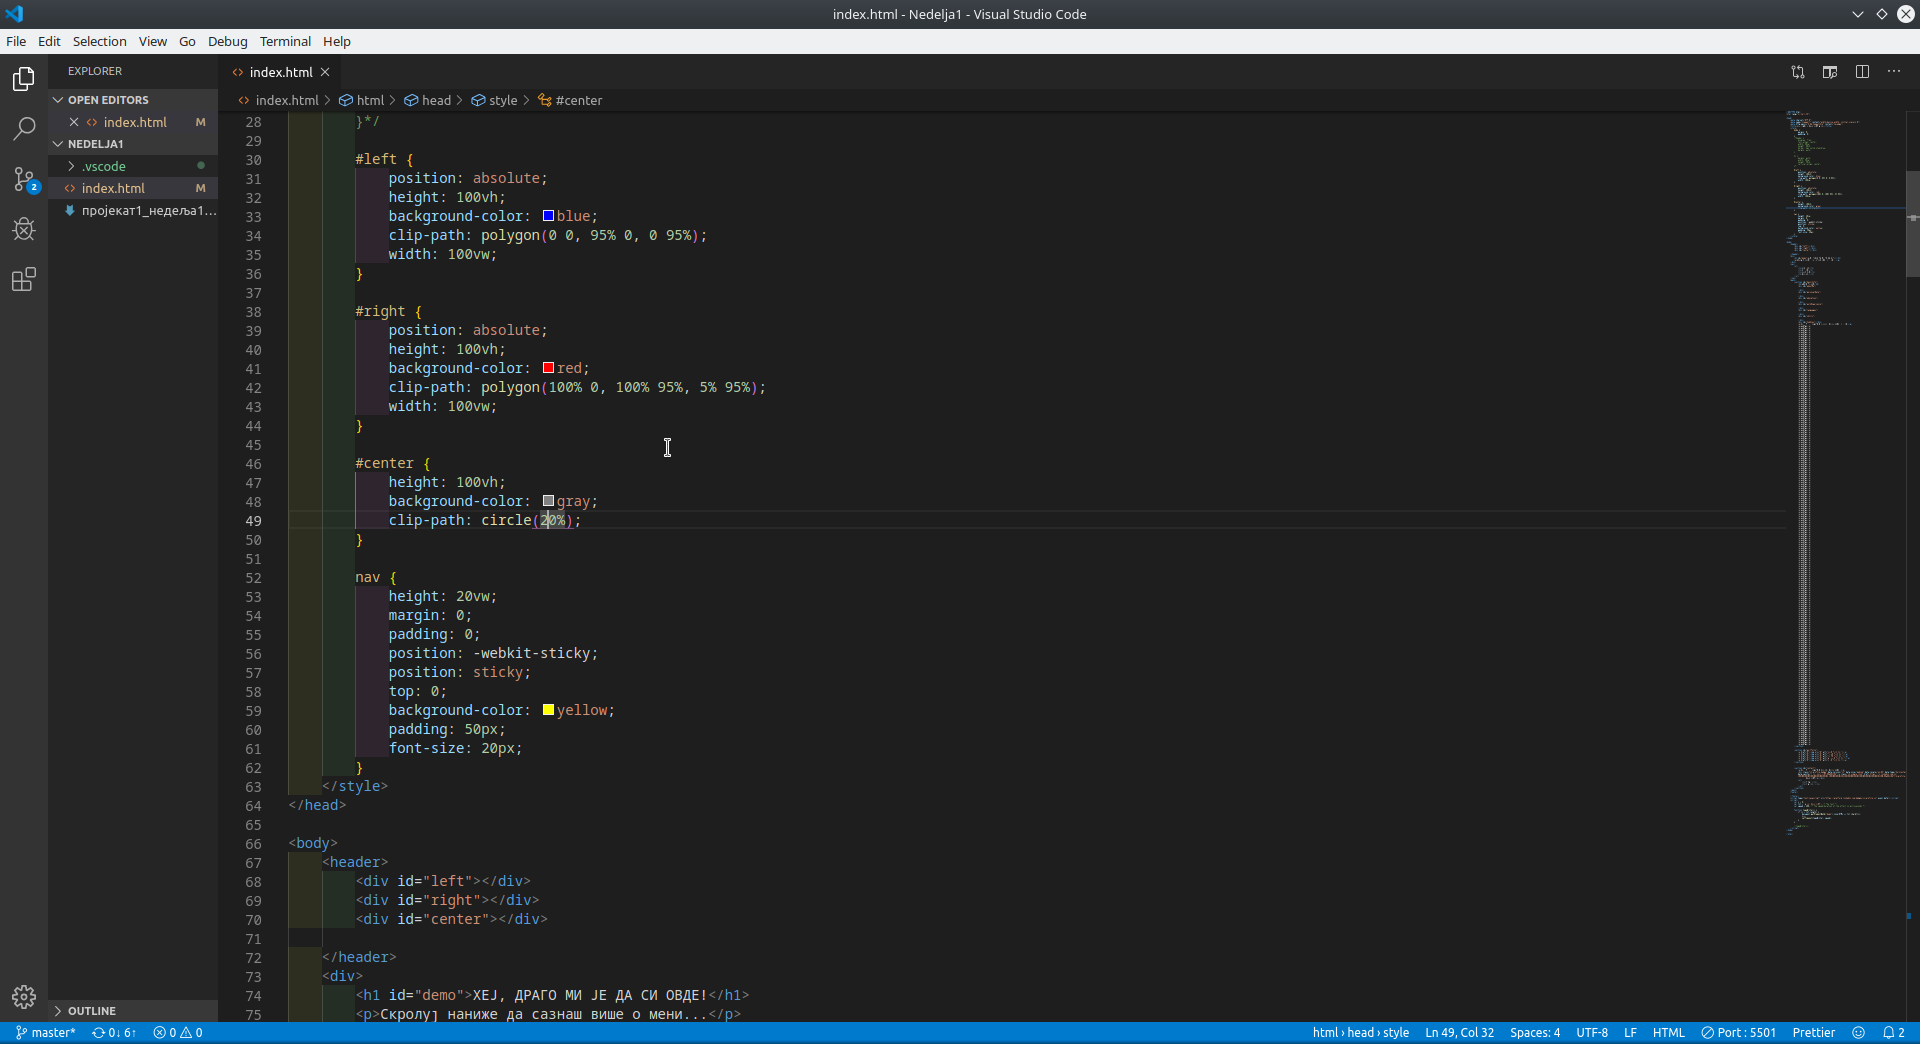 index.html - Nedelja1 - Visual Studio Code
File Edit Selection View Go Debug Terminal Help
EXPLORER
index.html
OPEN EDITORS
index.html > html > head > style > #center
index.html M
NEDELJA1
.vscode
index.html M
пројекат1_недеља1...
28 }*/
29
30 #left {
31 position: absolute;
32 height: 100vh;
33 background-color: blue;
34 clip-path: polygon(0 0, 95% 0, 0 95%);
35 width: 100vw;
36 }
37
38 #right {
39 position: absolute;
40 height: 100vh;
41 background-color: red;
42 clip-path: polygon(100% 0, 100% 95%, 5% 95%);
43 width: 100vw;
44 }
45
46 #center {
47 height: 100vh;
48 background-color: gray;
49 clip-path: circle(20%);
50 }
51
52 nav {
53 height: 20vw;
54 margin: 0;
55 padding: 0;
56 position: -webkit-sticky;
57 position: sticky;
58 top: 0;
59 background-color: yellow;
60 padding: 50px;
61 font-size: 20px;
62 }
63 </style>
64 </head>
65
66 <body>
67 <header>
68 <div id="left"></div>
69 <div id="right"></div>
70 <div id="center"></div>
71
72 </header>
73 <div>
74 <h1 id="demo">ХЕЈ, ДРАГО МИ ЈЕ ДА СИ ОВДЕ!</h1>
75 <p>Скролуј наниже да сазнаш више о мени...</p>
2
OUTLINE
master* 0↓ 6↑ 0 0 html › head › style Ln 49, Col 32 Spaces: 4 UTF-8 LF HTML Port : 5501 Prettier 2